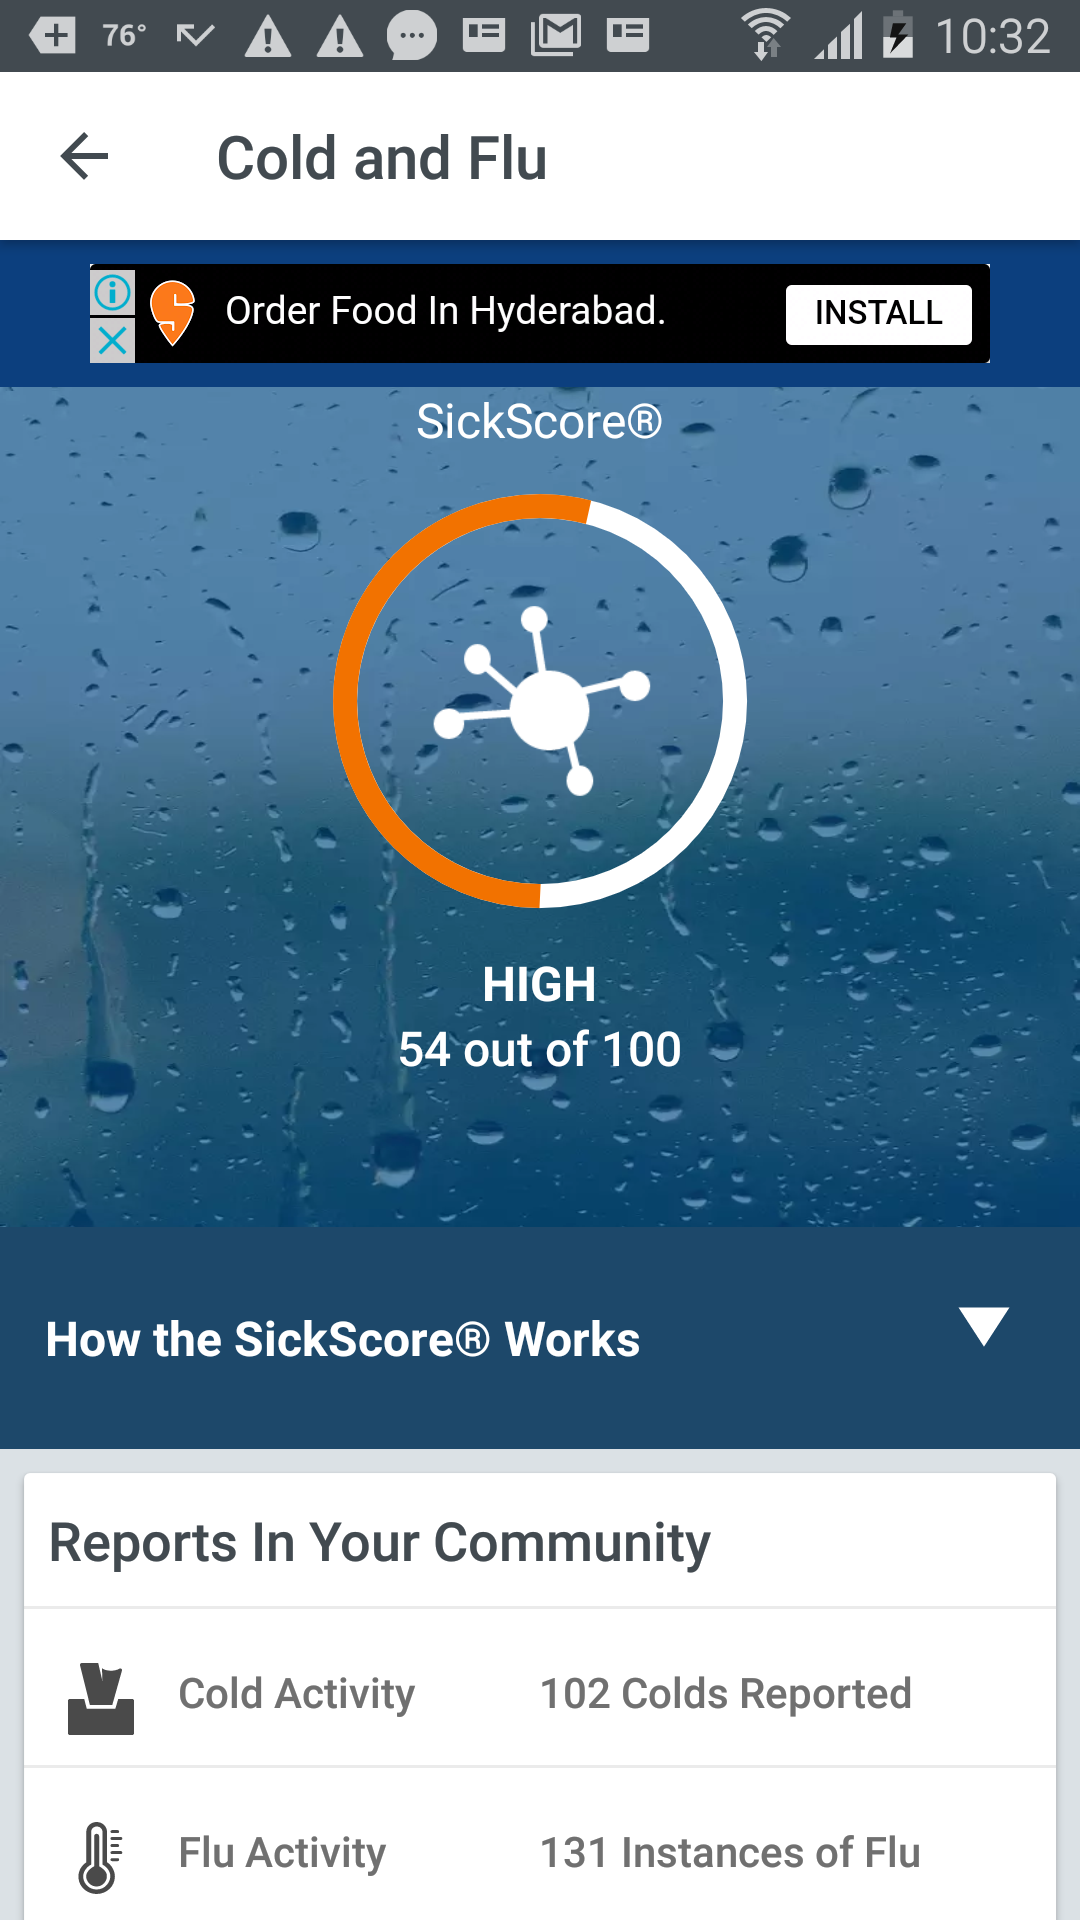 76°
10:32
Cold and Flu
Order Food In Hyderabad.
INSTALL
SickScore®
HIGH
54 out of 100
How the SickScore® Works
Reports In Your Community
Cold Activity 102 Colds Reported
Flu Activity 131 Instances of Flu